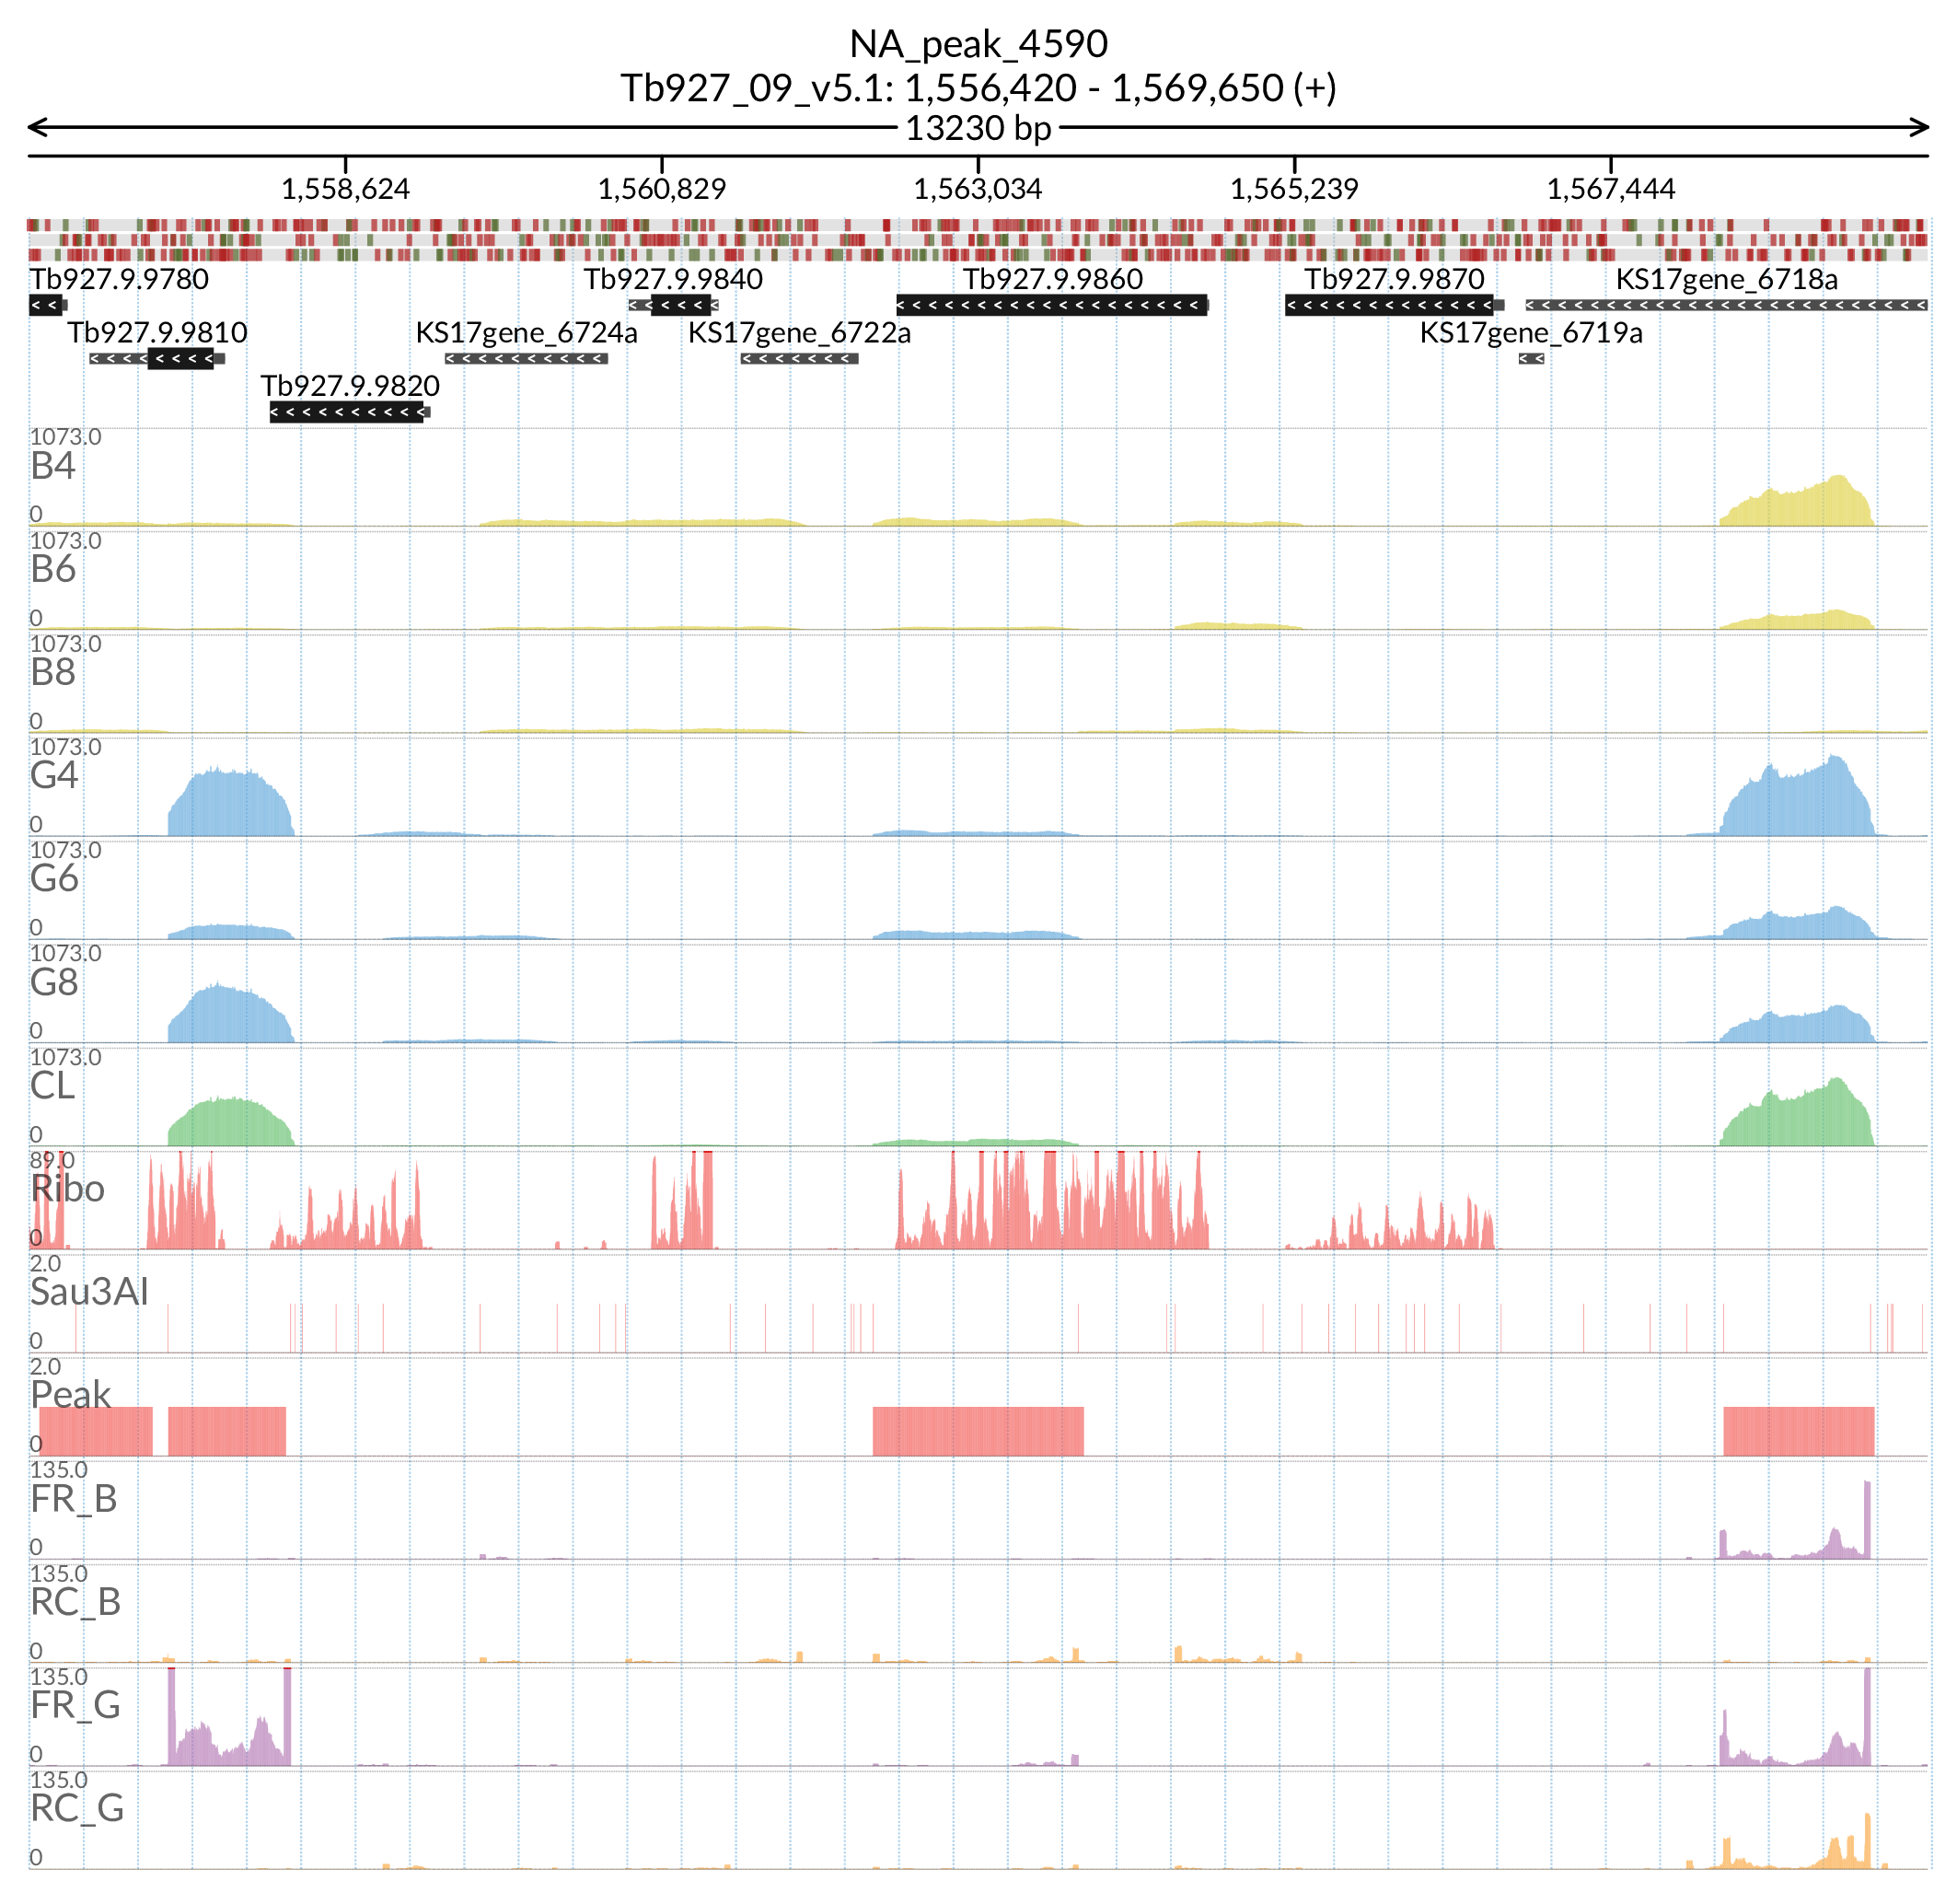 NA_peak_4590
Tb927_09_v5.1: 1,556,420 - 1,569,650 (+)
13230 bp
1,558,624 1,560,829 1,563,034 1,565,239 1,567,444
Tb927.9.9780 Tb927.9.9840 Tb927.9.9860 Tb927.9.9870 KS17gene_6718a
Tb927.9.9810 KS17gene_6724a KS17gene_6722a KS17gene_6719a
Tb927.9.9820
1073.0
B4
0
1073.0
B6
0
1073.0
B8
0
1073.0
G4
0
1073.0
G6
0
1073.0
G8
0
1073.0
CL
0
89.0
Ribo
0
2.0
Sau3AI
0
2.0
Peak
0
135.0
FR_B
0
135.0
RC_B
0
135.0
FR_G
0
135.0
RC_G
0